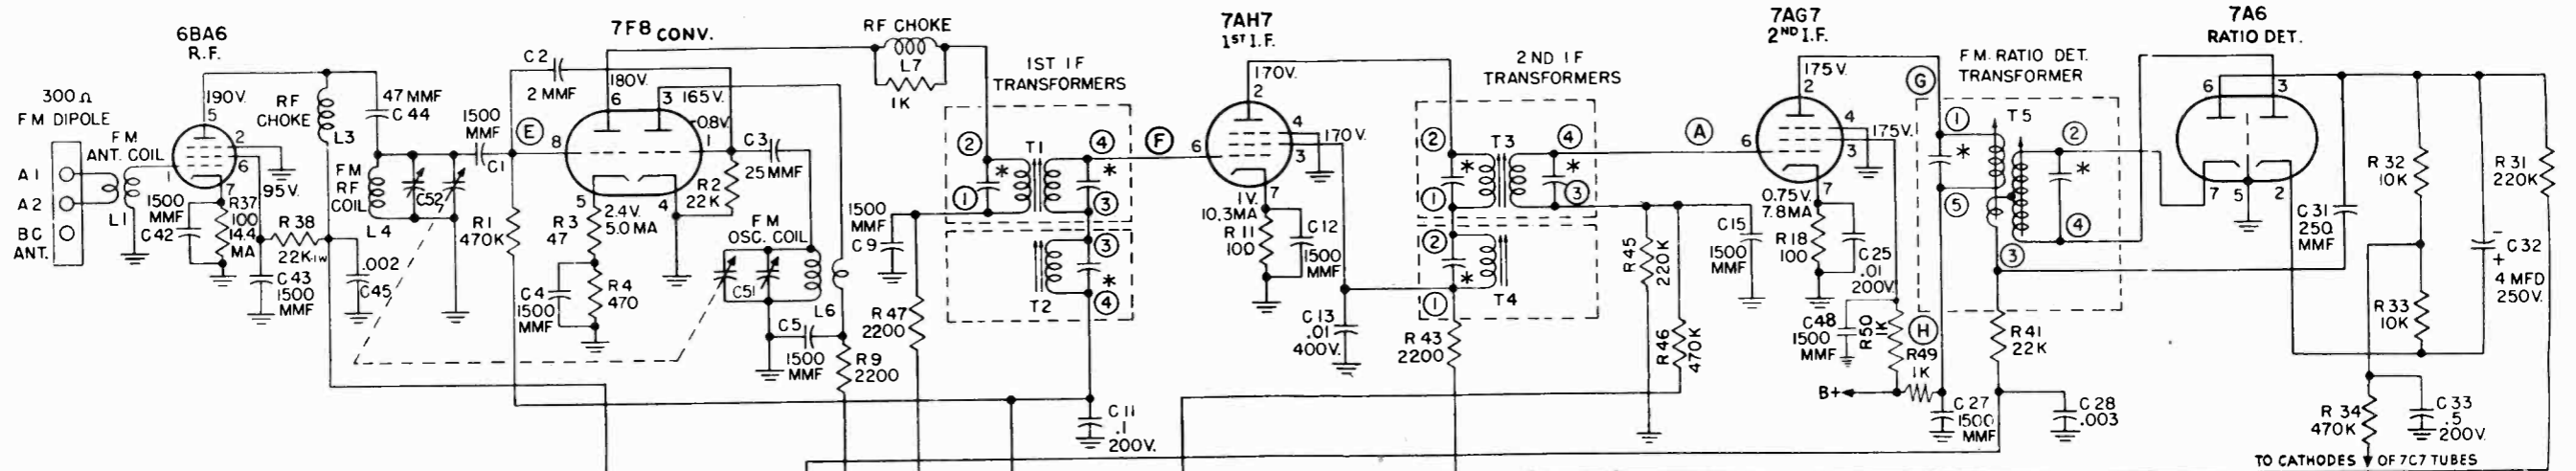 300 Ω
FM DIPOLE
A1
A2
BC
ANT.
FM
ANT. COIL
L1
6BA6
R.F.
190V.
5
2
6
1
7
95V.
1500
MMF
C42
R37
100
14.4
MA
R38
22K-1W
C43
1500
MMF
RF
CHOKE
L3
.002
C45
47 MMF
C44
FM
RF
COIL
L4
C52
1500
MMF
C1
E
R1
470K
C2
2 MMF
7F8 CONV.
180V.
6
3
165V.
-0.8V.
8
1
5
4
2.4V.
5.0 MA
R3
47
C4
1500
MMF
R4
470
R2
22K
C3
25 MMF
FM
OSC. COIL
C51
L6
C5
1500
MMF
R9
2200
RF CHOKE
L7
1K
1500
MMF
C9
R47
2200
1ST IF
TRANSFORMERS
2
T1
4
*
*
1
3
3
*
T2
4
C11
.1
200V.
F
7AH7
1ST I.F.
170V.
2
4
170V.
3
6
7
1V.
10.3MA
R11
100
C12
1500
MMF
C13
.01
400V.
2ND IF
TRANSFORMERS
2
T3
4
*
*
1
3
2
*
T4
1
R43
2200
A
R45
220K
R46
470K
C15
1500
MMF
7AG7
2ND I.F.
175V.
2
4
175V.
3
6
7
0.75V.
7.8MA
R18
100
C25
.01
200V.
C48
1500
MMF
R50
1K
R49
1K
B+
G
H
F.M. RATIO DET.
TRANSFORMER
1
T5
2
*
*
5
4
3
R41
22K
C27
1500
MMF
C28
.003
7A6
RATIO DET.
6
3
7
5
2
C31
250
MMF
R32
10K
R33
10K
C32
4 MFD
250V.
-
+
R31
220K
R34
470K
C33
.5
200V.
TO CATHODES OF 7C7 TUBES